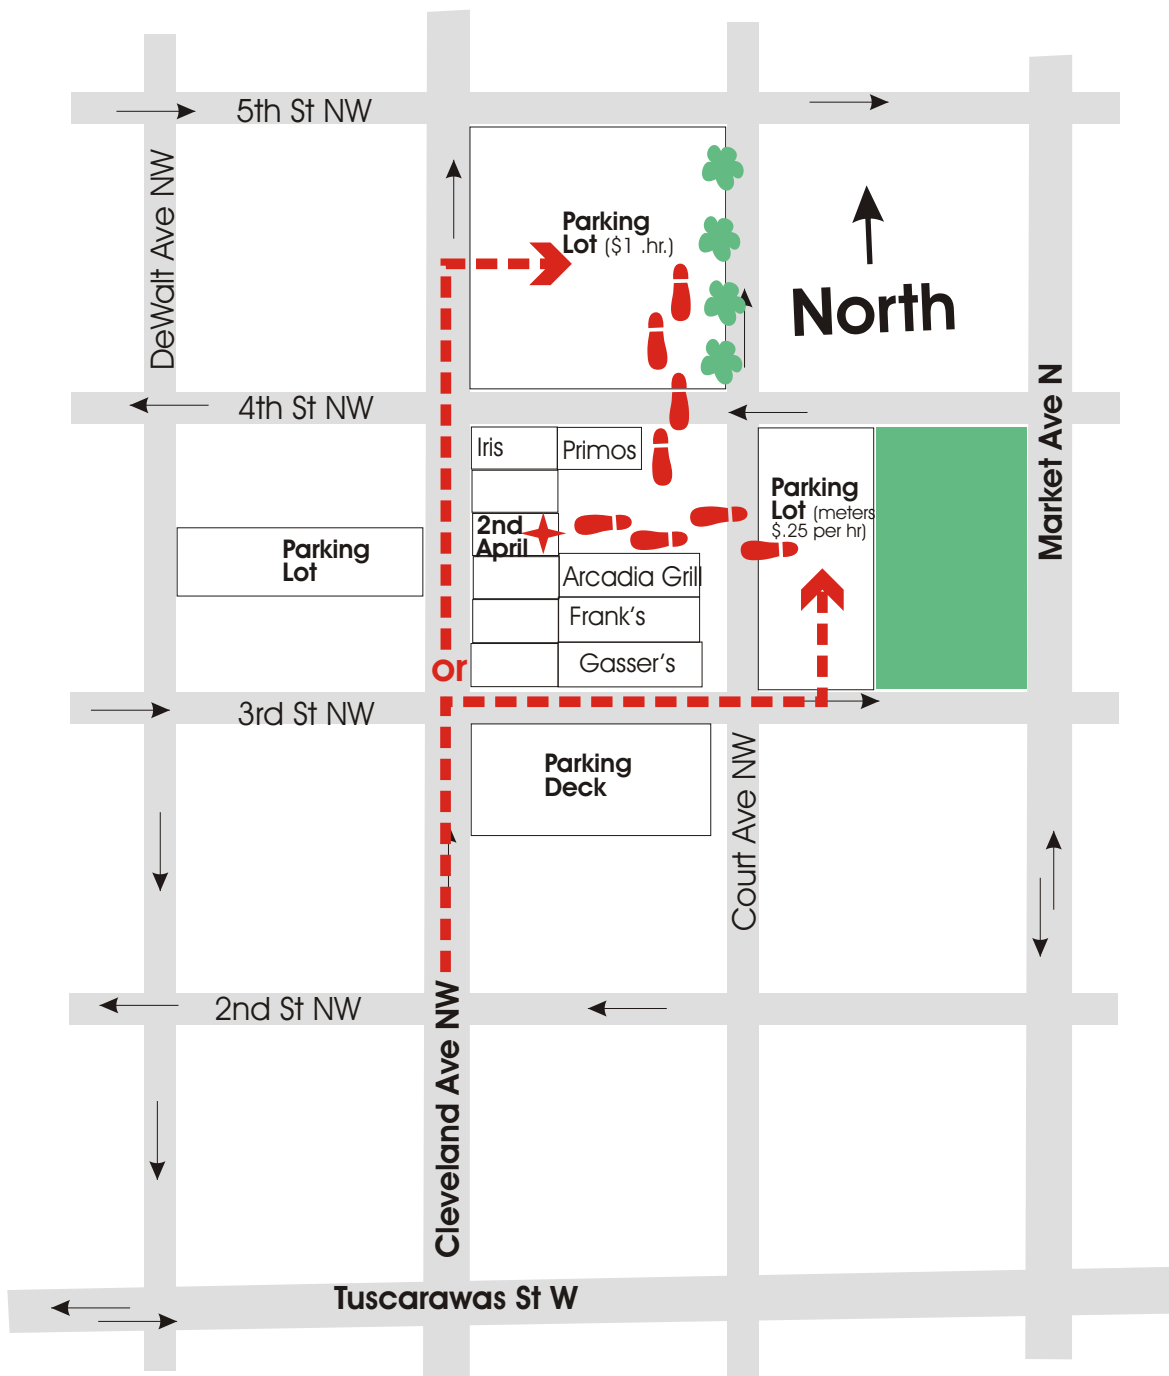 5th St NW
DeWalt Ave NW
Parking
Lot ($1 .hr.)
North
4th St NW
Market Ave N
Iris
Primos
2nd
April
Parking
Lot (meters
$.25 per hr)
Parking
Lot
Arcadia Grill
Frank's
Gasser's
or
3rd St NW
Parking
Deck
Court Ave NW
2nd St NW
Cleveland Ave NW
Tuscarawas St W